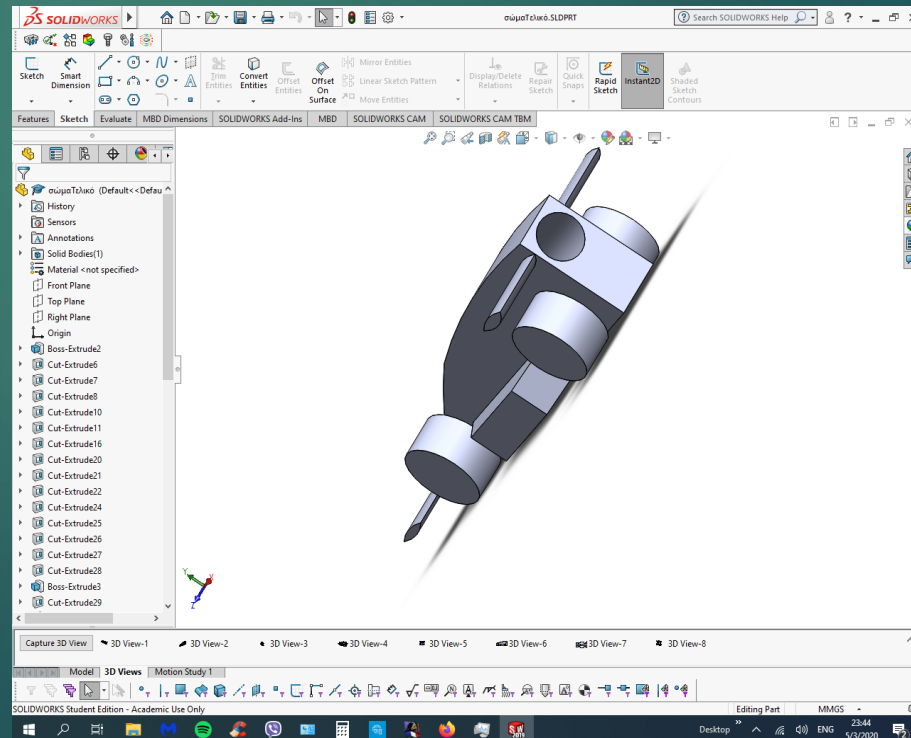 SOLIDWORKS
σώμαΤελικό.SLDPRT
Search SOLIDWORKS Help
Sketch
Smart Dimension
Trim Entities
Convert Entities
Offset Entities
Offset On Surface
Mirror Entities
Linear Sketch Pattern
Move Entities
Display/Delete Relations
Repair Sketch
Quick Snaps
Rapid Sketch
Instant2D
Shaded Sketch Contours
Features Sketch Evaluate MBD Dimensions SOLIDWORKS Add-Ins MBD SOLIDWORKS CAM SOLIDWORKS CAM TBM
σώμαΤελικό (Default<<Defau
History
Sensors
Annotations
Solid Bodies(1)
Material <not specified>
Front Plane
Top Plane
Right Plane
Origin
Boss-Extrude2
Cut-Extrude6
Cut-Extrude7
Cut-Extrude8
Cut-Extrude10
Cut-Extrude11
Cut-Extrude16
Cut-Extrude20
Cut-Extrude21
Cut-Extrude22
Cut-Extrude24
Cut-Extrude25
Cut-Extrude26
Cut-Extrude27
Cut-Extrude28
Boss-Extrude3
Cut-Extrude29
Y
Z
Capture 3D View 3D View-1 3D View-2 3D View-3 3D View-4 3D View-5 3D View-6 3D View-7 3D View-8
Model 3D Views Motion Study 1
SOLIDWORKS Student Edition - Academic Use Only
Editing Part MMGS
Desktop ENG 23:44
5/3/2020